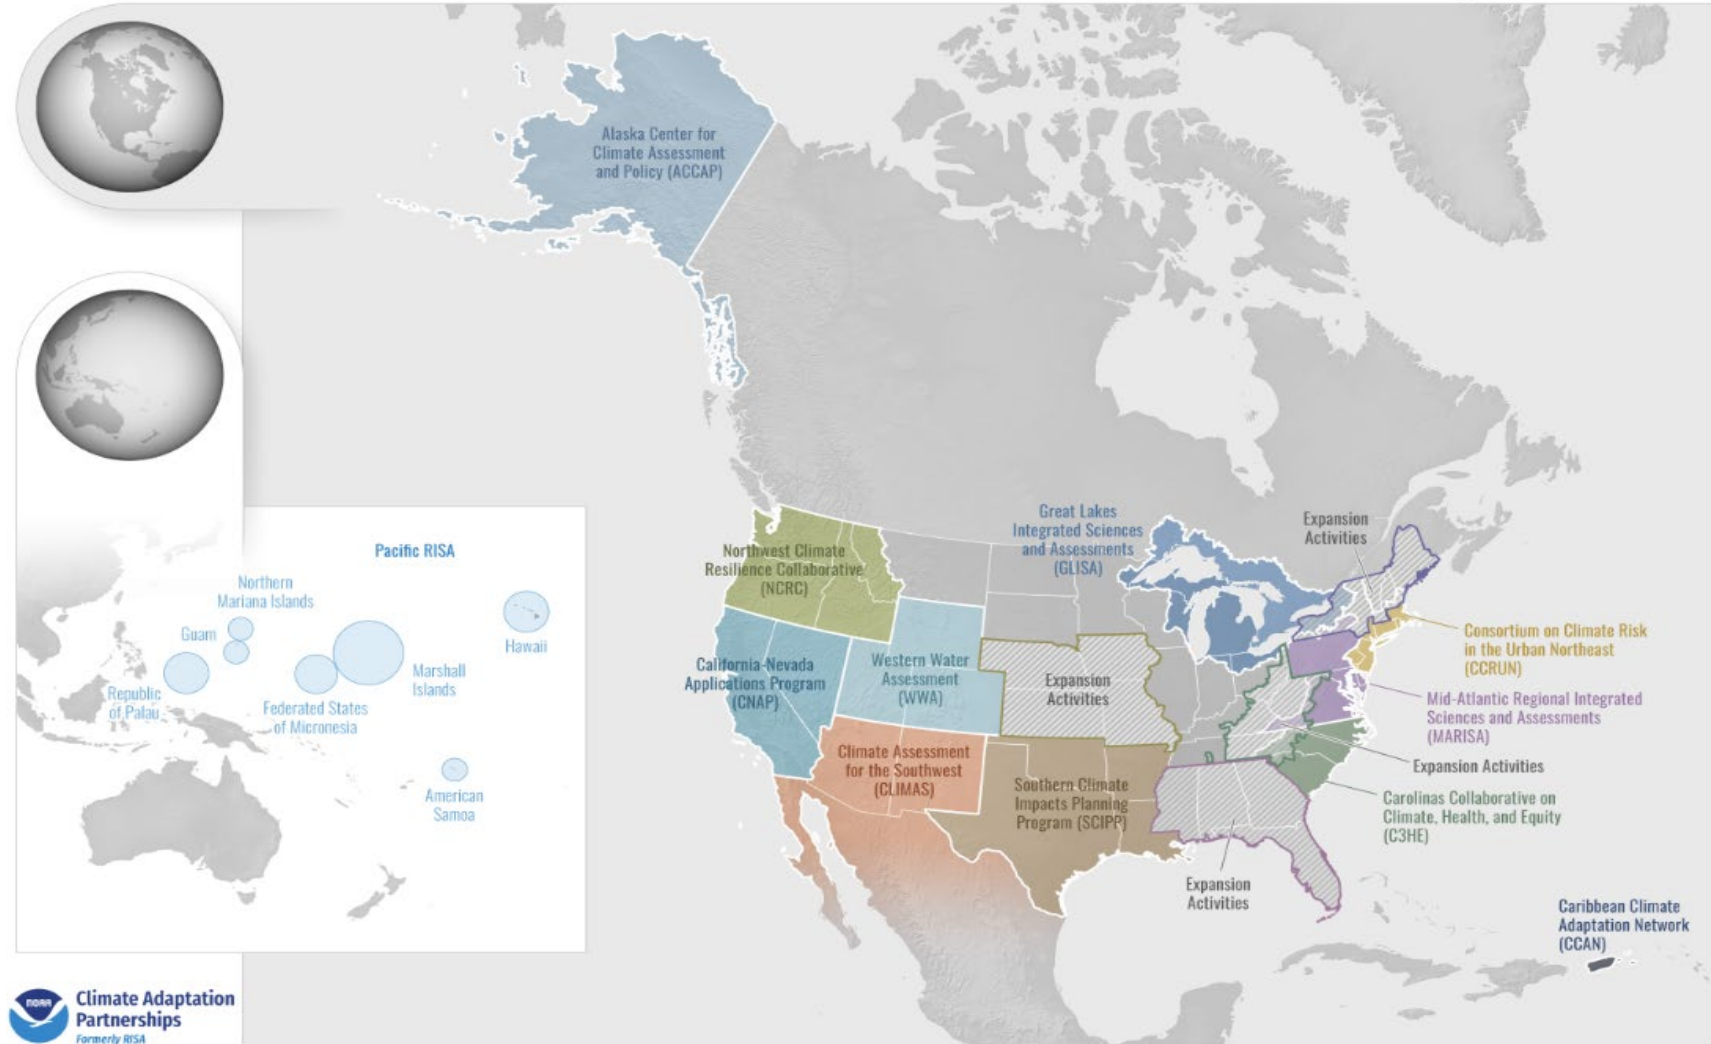 Alaska Center for
Climate Assessment
and Policy (ACCAP)
Pacific RISA
Northern
Mariana Islands
Guam
Hawaii
Marshall
Islands
Republic
of Palau
Federated States
of Micronesia
American
Samoa
Great Lakes
Integrated Sciences
and Assessments
(GLISA)
Expansion
Activities
Northwest Climate
Resilience Collaborative
(NCRC)
Consortium on Climate Risk
in the Urban Northeast
(CCRUN)
California-Nevada
Applications Program
(CNAP)
Western Water
Assessment
(WWA)
Expansion
Activities
Mid-Atlantic Regional Integrated
Sciences and Assessments
(MARISA)
Climate Assessment
for the Southwest
(CLIMAS)
Southern Climate
Impacts Planning
Program (SCIPP)
Expansion Activities
Carolinas Collaborative on
Climate, Health, and Equity
(C3HE)
Expansion
Activities
Caribbean Climate
Adaptation Network
(CCAN)
NOAA
Climate Adaptation
Partnerships
Formerly RISA